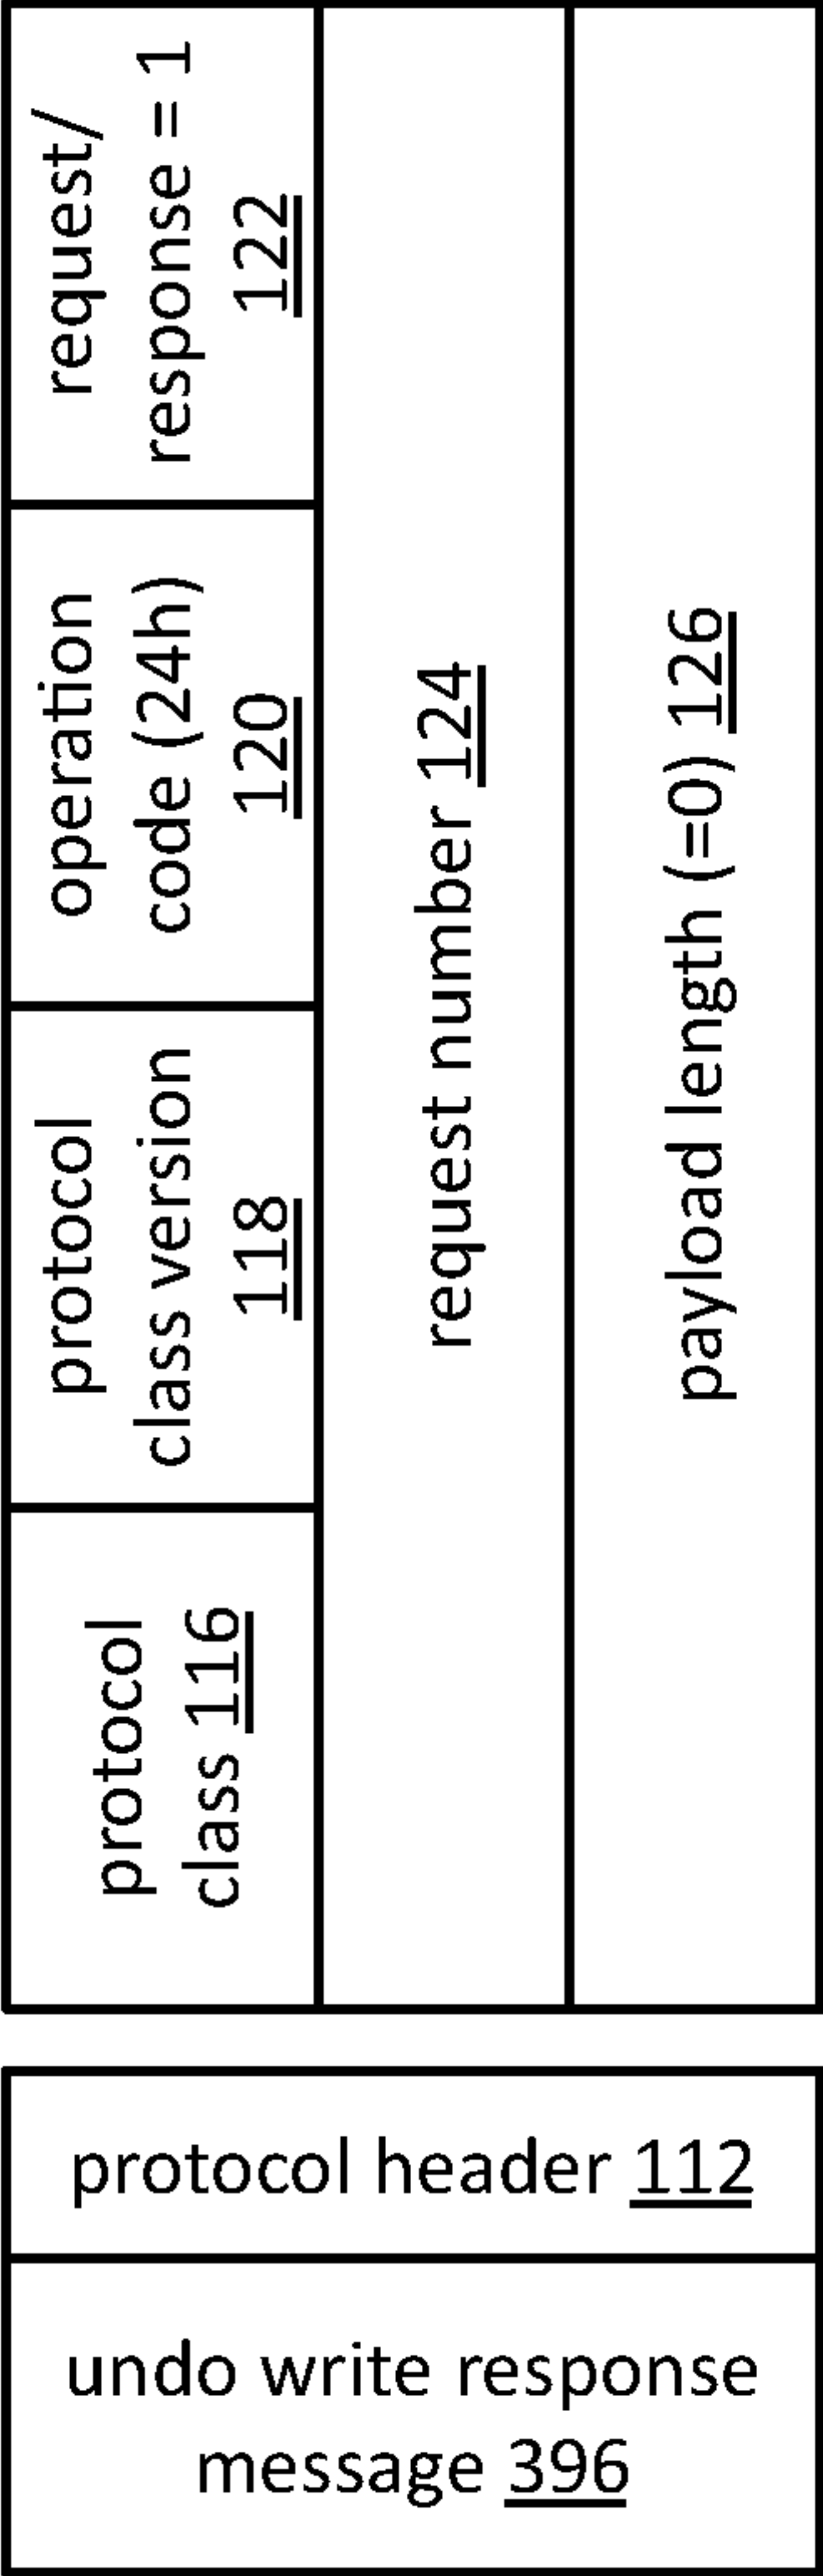 protocol
class 116
protocol
class version
118
operation
code (24h)
120
request/
response = 1
122
request number 124
payload length (=0) 126
protocol header 112
undo write response
message 396